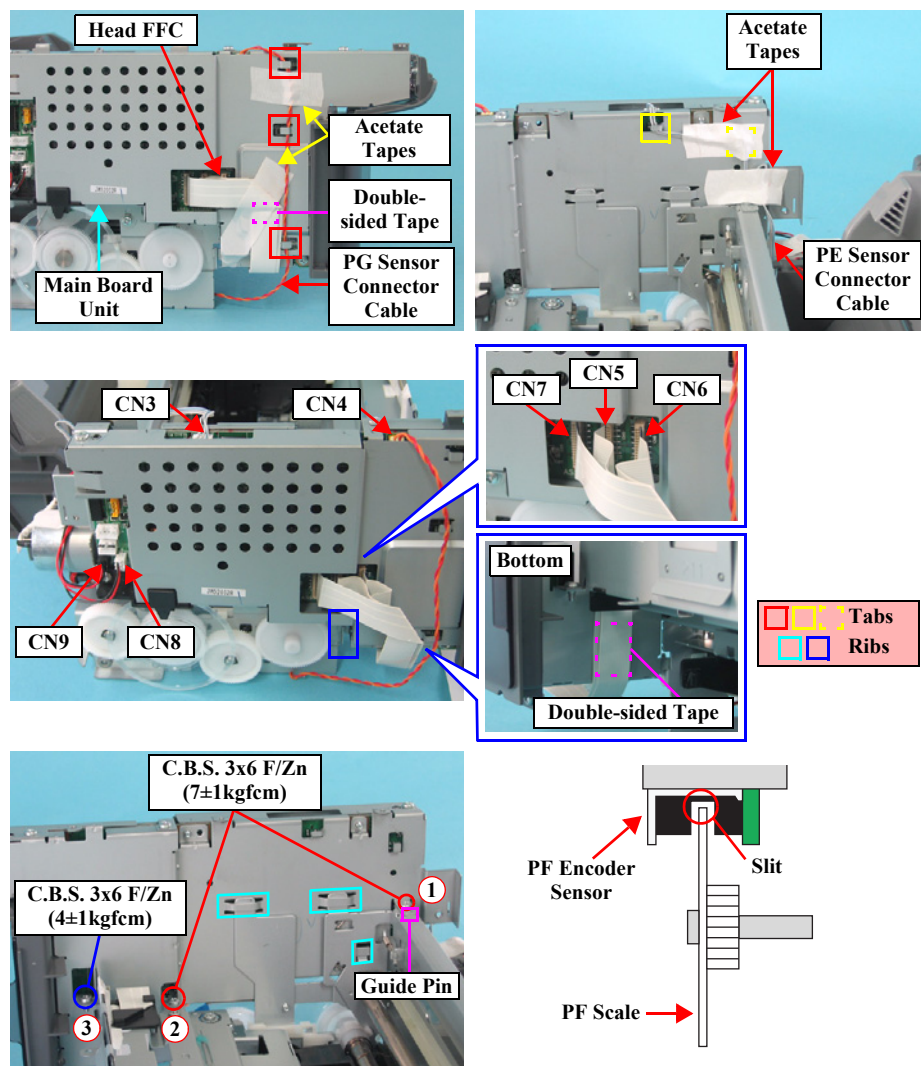 Head FFC
Acetate
Tapes
Double-
sided Tape
PG Sensor
Connector
Cable
Main Board
Unit
Acetate
Tapes
PE Sensor
Connector
Cable
CN3
CN4
CN9
CN8
CN7
CN5
CN6
Bottom
Double-sided Tape
Tabs
Ribs
C.B.S. 3x6 F/Zn
(7±1kgfcm)
C.B.S. 3x6 F/Zn
(4±1kgfcm)
1
Guide Pin
3
2
PF Encoder
Sensor
Slit
PF Scale